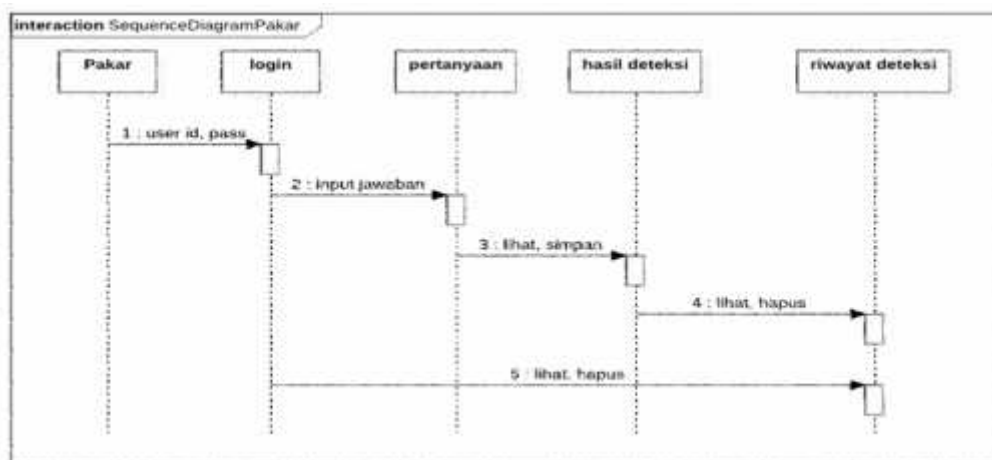 interaction SequenceDiagramPakar
Pakar
login
pertanyaan
hasil deteksi
riwayat deteksi
1 : user id, pass
2 : input jawaban
3 : lihat, simpan
4 : lihat, hapus
5 : lihat, hapus